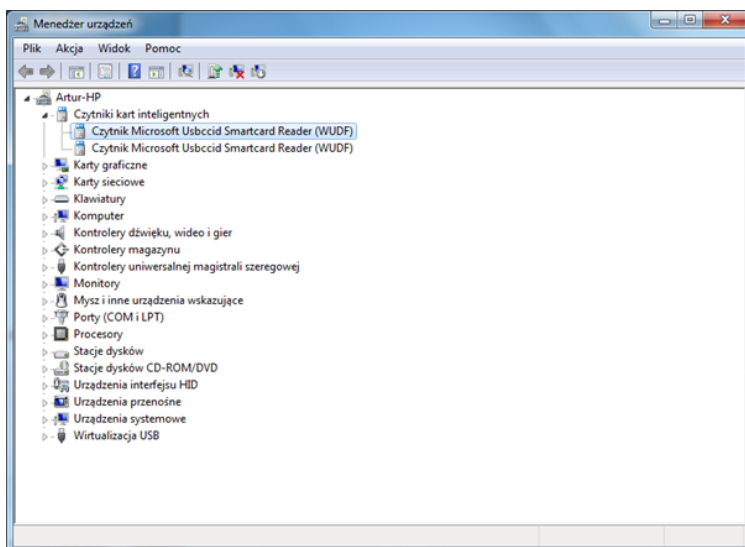 Menedżer urządzeń
Plik Akcja Widok Pomoc
Artur-HP
Czytniki kart inteligentnych
Czytnik Microsoft Usbccid Smartcard Reader (WUDF)
Czytnik Microsoft Usbccid Smartcard Reader (WUDF)
Karty graficzne
Karty sieciowe
Klawiatury
Komputer
Kontrolery dźwięku, wideo i gier
Kontrolery magazynu
Kontrolery uniwersalnej magistrali szeregowej
Monitory
Mysz i inne urządzenia wskazujące
Porty (COM i LPT)
Procesory
Stacje dysków
Stacje dysków CD-ROM/DVD
Urządzenia interfejsu HID
Urządzenia przenośne
Urządzenia systemowe
Wirtualizacja USB